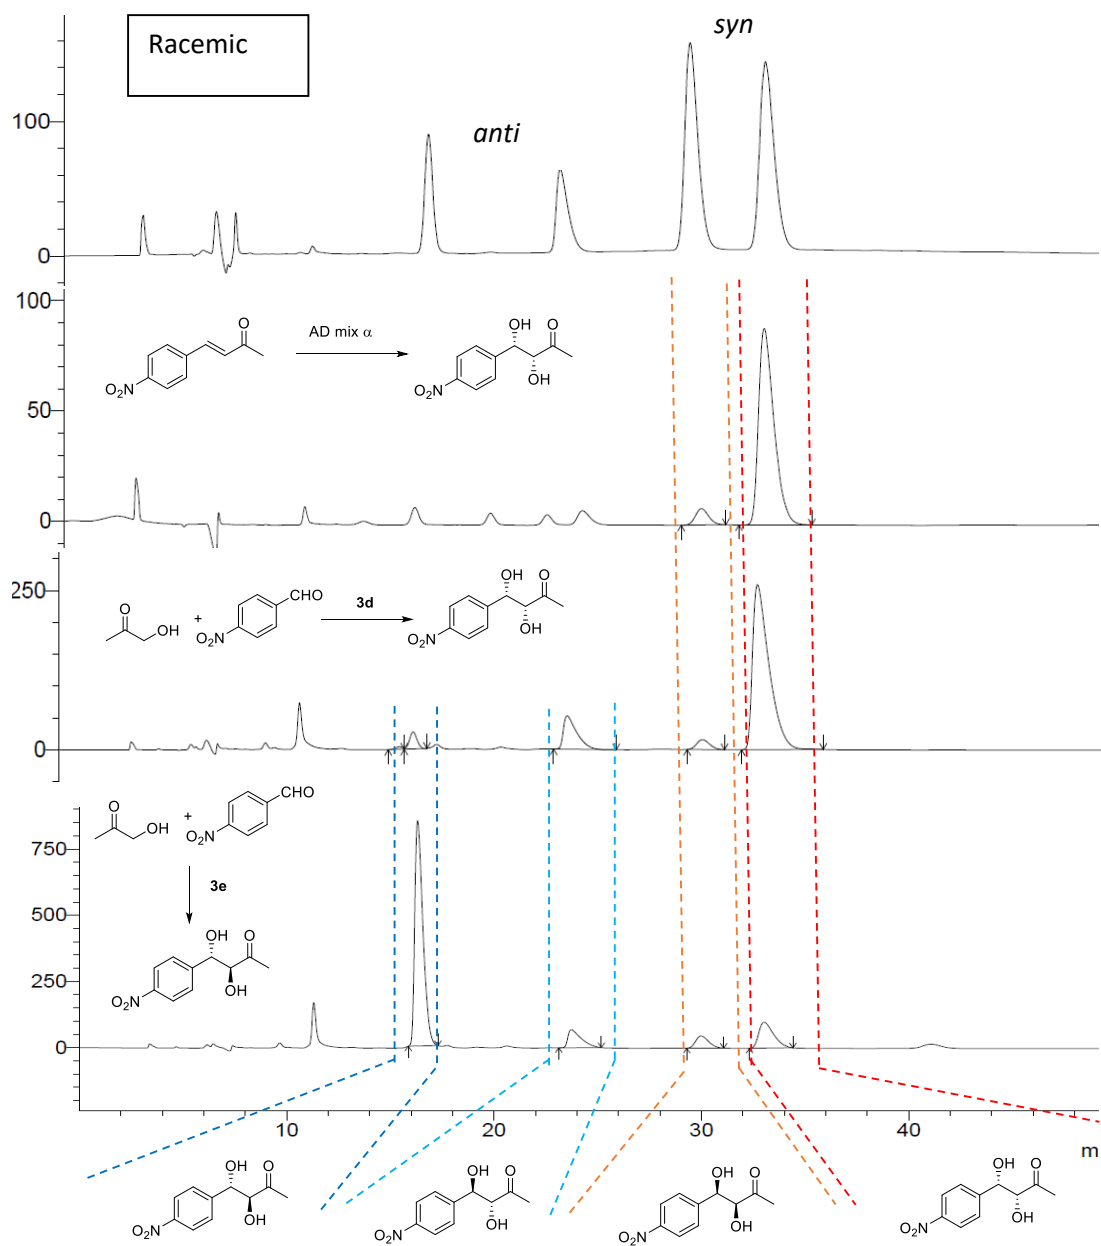 Racemic
syn
anti
100
0
100
50
0
OH
O
OH
O₂N
O
O₂N
AD mix α
250
0
O
OH
+
CHO
O₂N
3d
OH
O
OH
O₂N
O
OH
+
CHO
O₂N
3e
OH
O
OH
O₂N
750
500
250
0
10
20
30
40
m
OH
O
OH
O₂N
OH
O
OH
O₂N
OH
O
OH
O₂N
OH
O
OH
O₂N